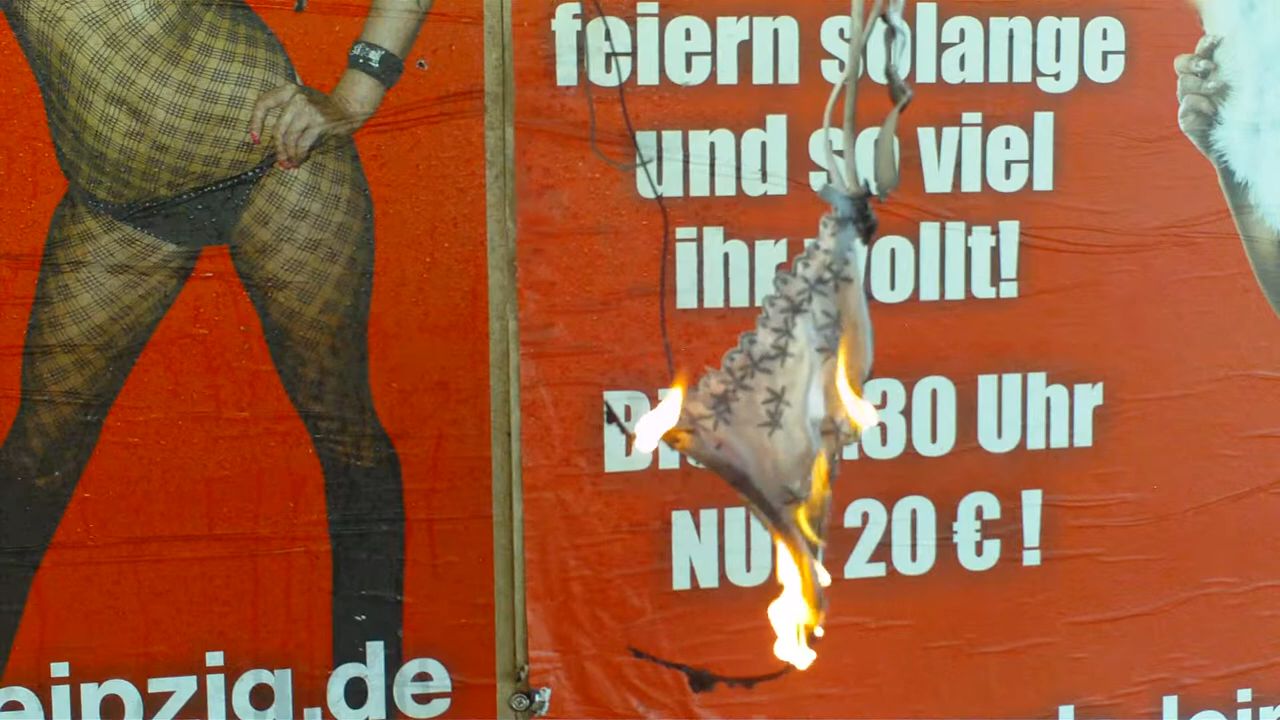 feiern solange
und so viel
ihr wollt!
30 Uhr
20 € !
eipzig.de